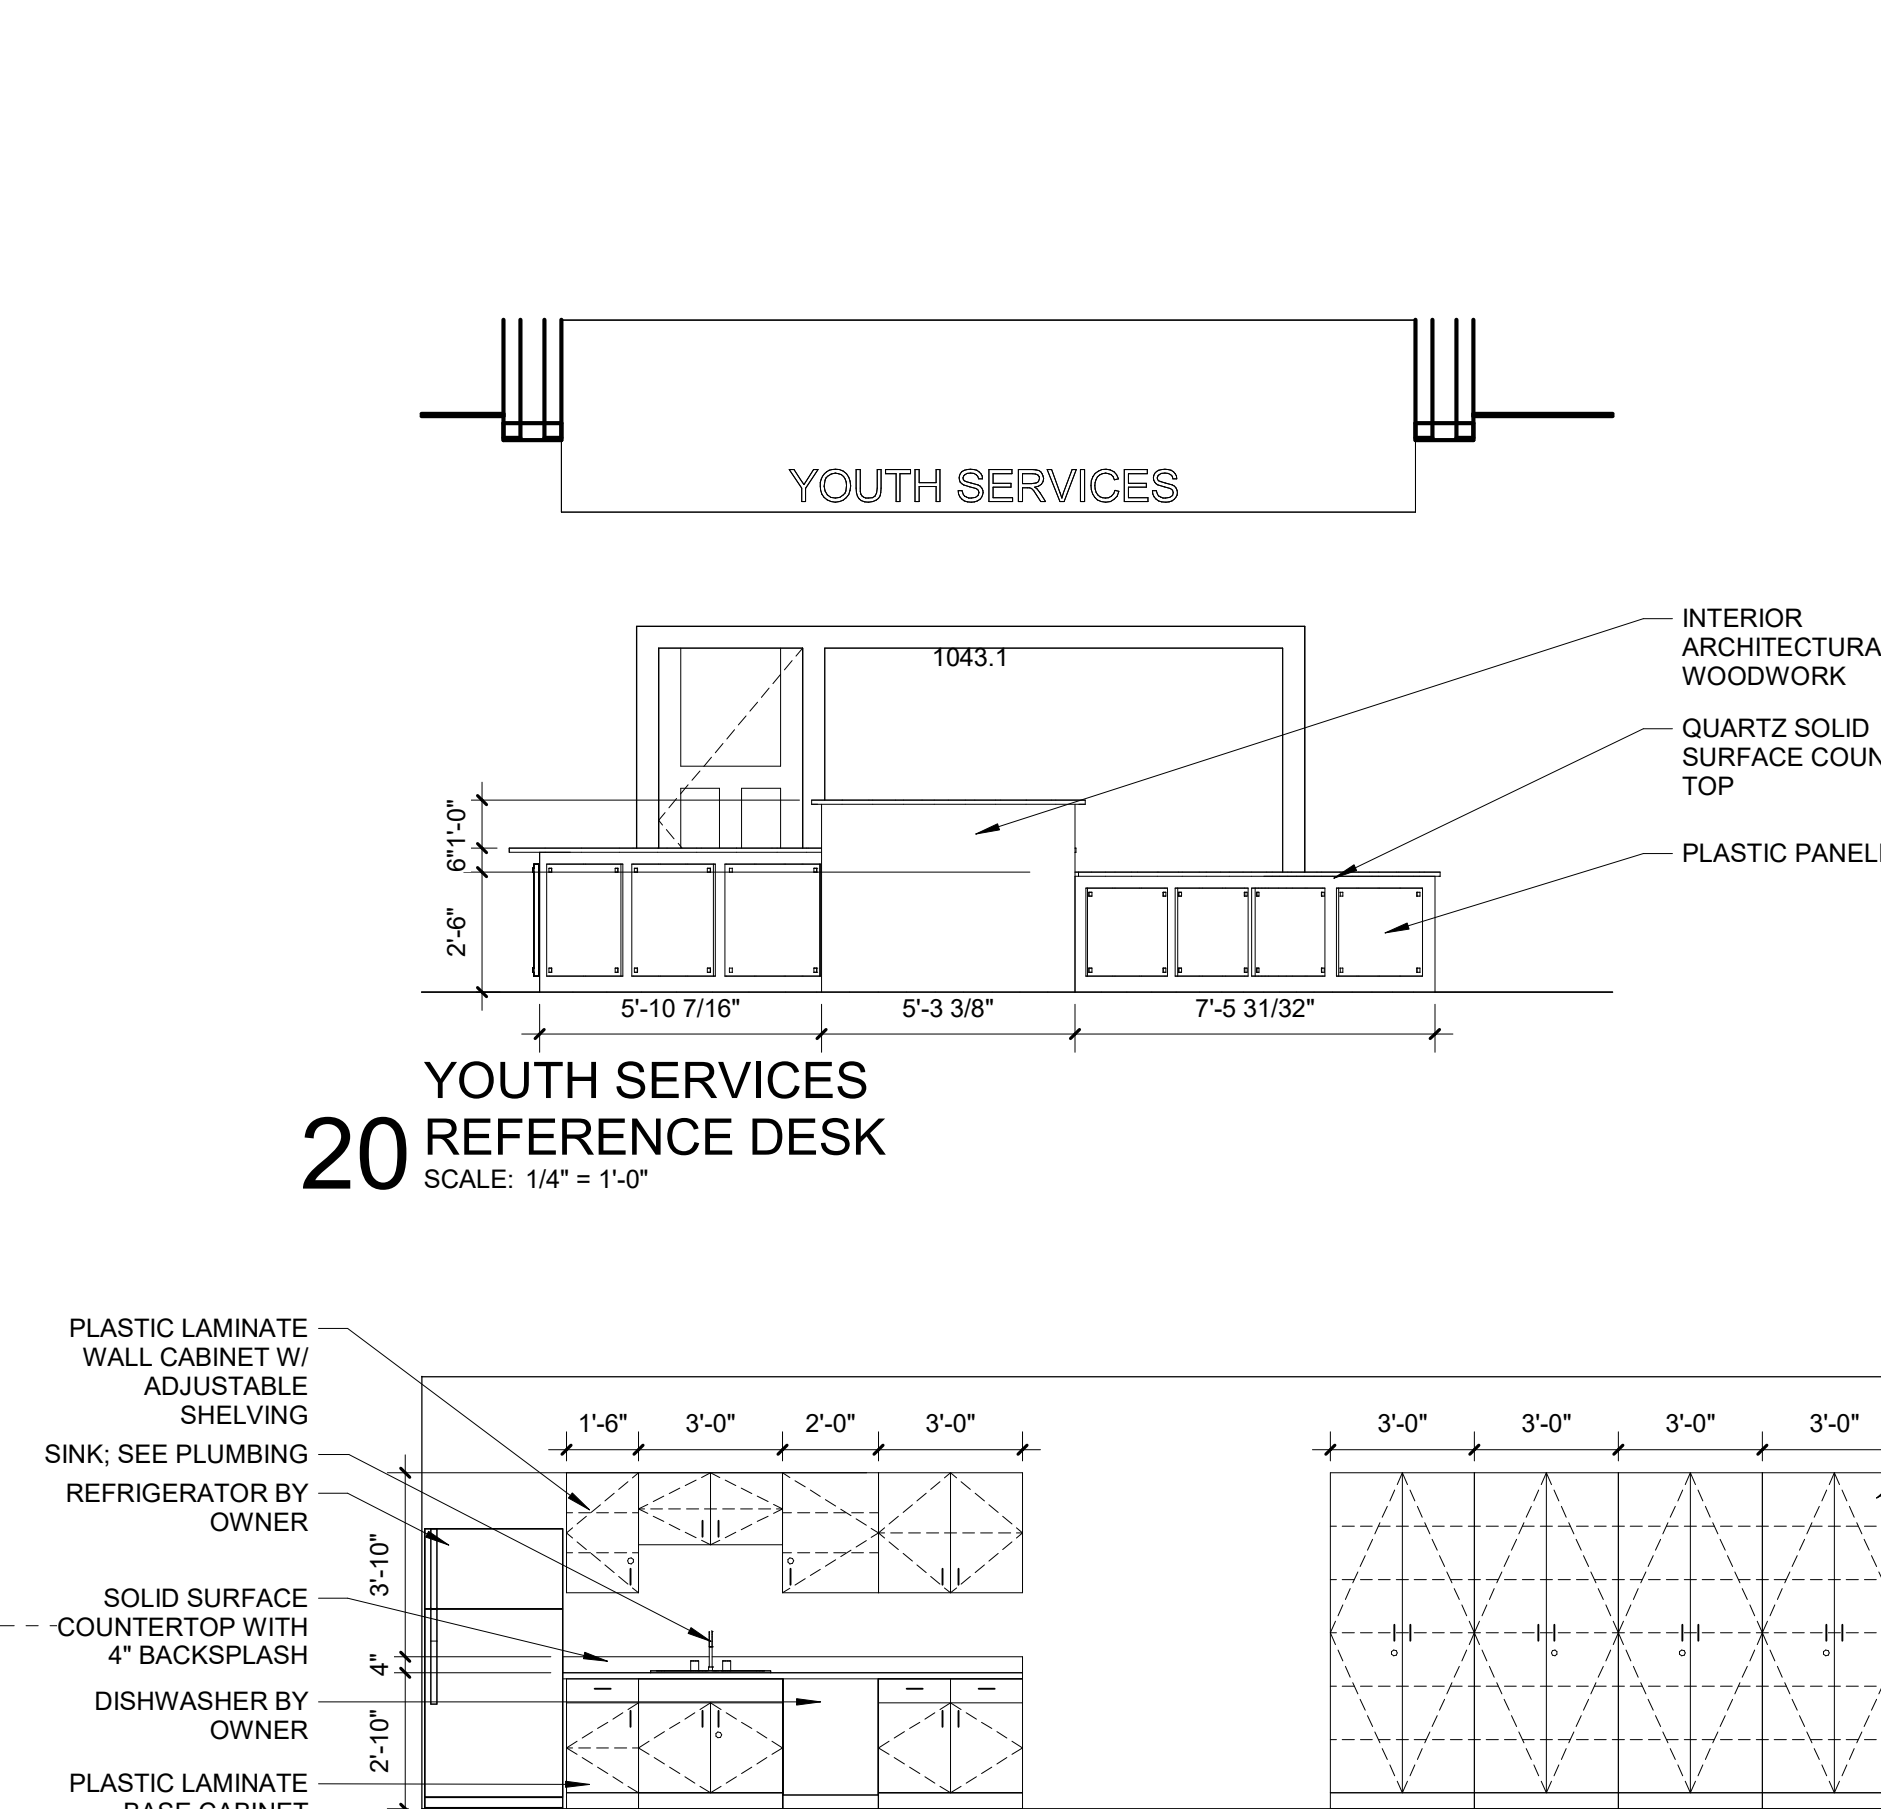 YOUTH SERVICES
1043.1
INTERIOR
ARCHITECTURA
WOODWORK
QUARTZ SOLID
SURFACE COUN
TOP
PLASTIC PANEL
1'-0"
6"
2'-6"
5'-10 7/16" 5'-3 3/8" 7'-5 31/32"
YOUTH SERVICES
REFERENCE DESK
20
SCALE: 1/4" = 1'-0"
PLASTIC LAMINATE
WALL CABINET W/
ADJUSTABLE
SHELVING
SINK; SEE PLUMBING
REFRIGERATOR BY
OWNER
SOLID SURFACE
COUNTERTOP WITH
4" BACKSPLASH
DISHWASHER BY
OWNER
PLASTIC LAMINATE
BASE CABINET
1'-6" 3'-0" 2'-0" 3'-0"
3'-0" 3'-0" 3'-0" 3'-0"
3'-10"
4"
2'-10"